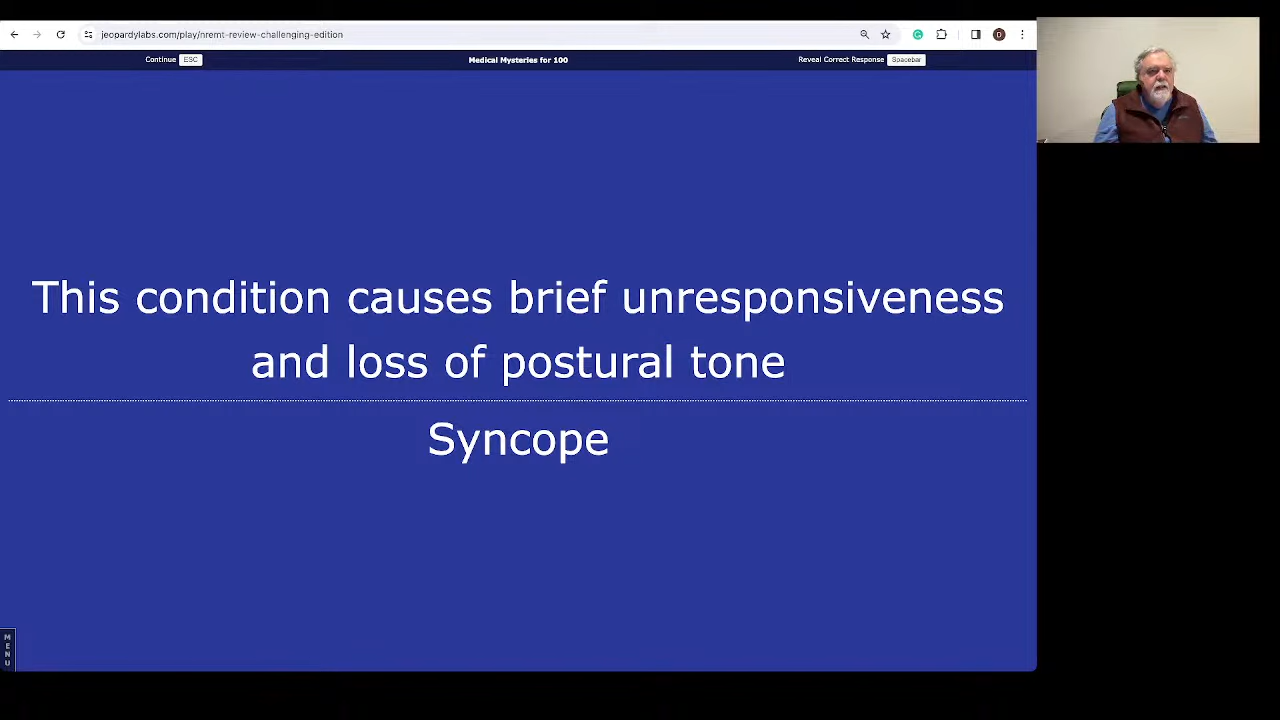 jeopardylabs.com/play/nremt-review-challenging-edition
Continue ESC
Medical Mysteries for 100
Reveal Correct Response Spacebar
This condition causes brief unresponsiveness
and loss of postural tone
Syncope
MENU